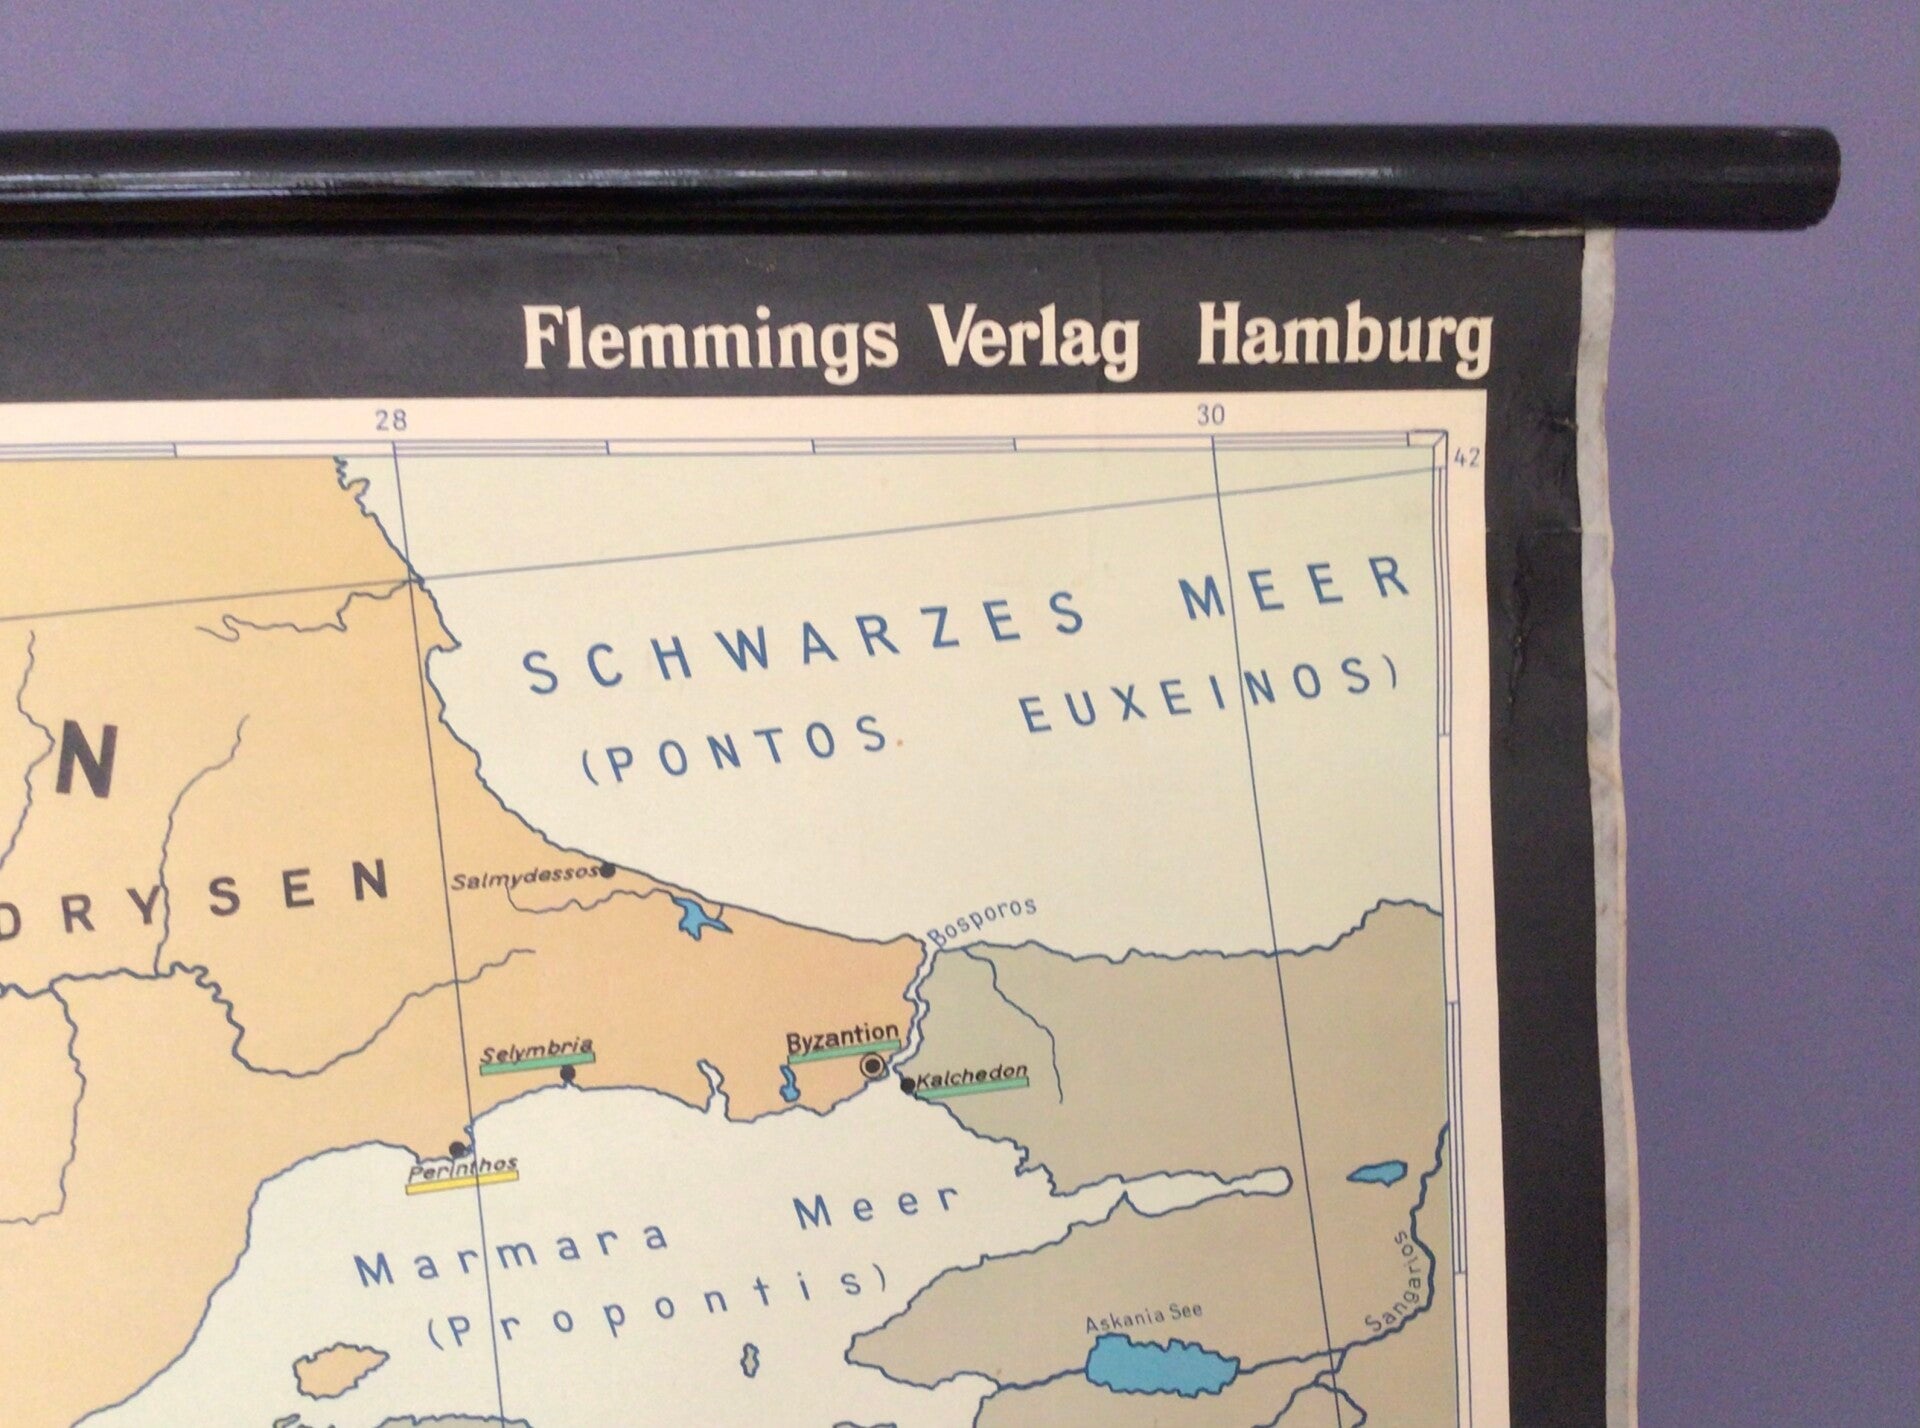 Flemmings Verlag Hamburg
28
30
42
SCHWARZES MEER
(PONTOS EUXEINOS)
N
DRYSEN
Salmydessos
Bosporos
Selymbria
Byzantion
Kalchedon
Perinthos
Marmara Meer
(Propontis)
Sangarios
Askania See